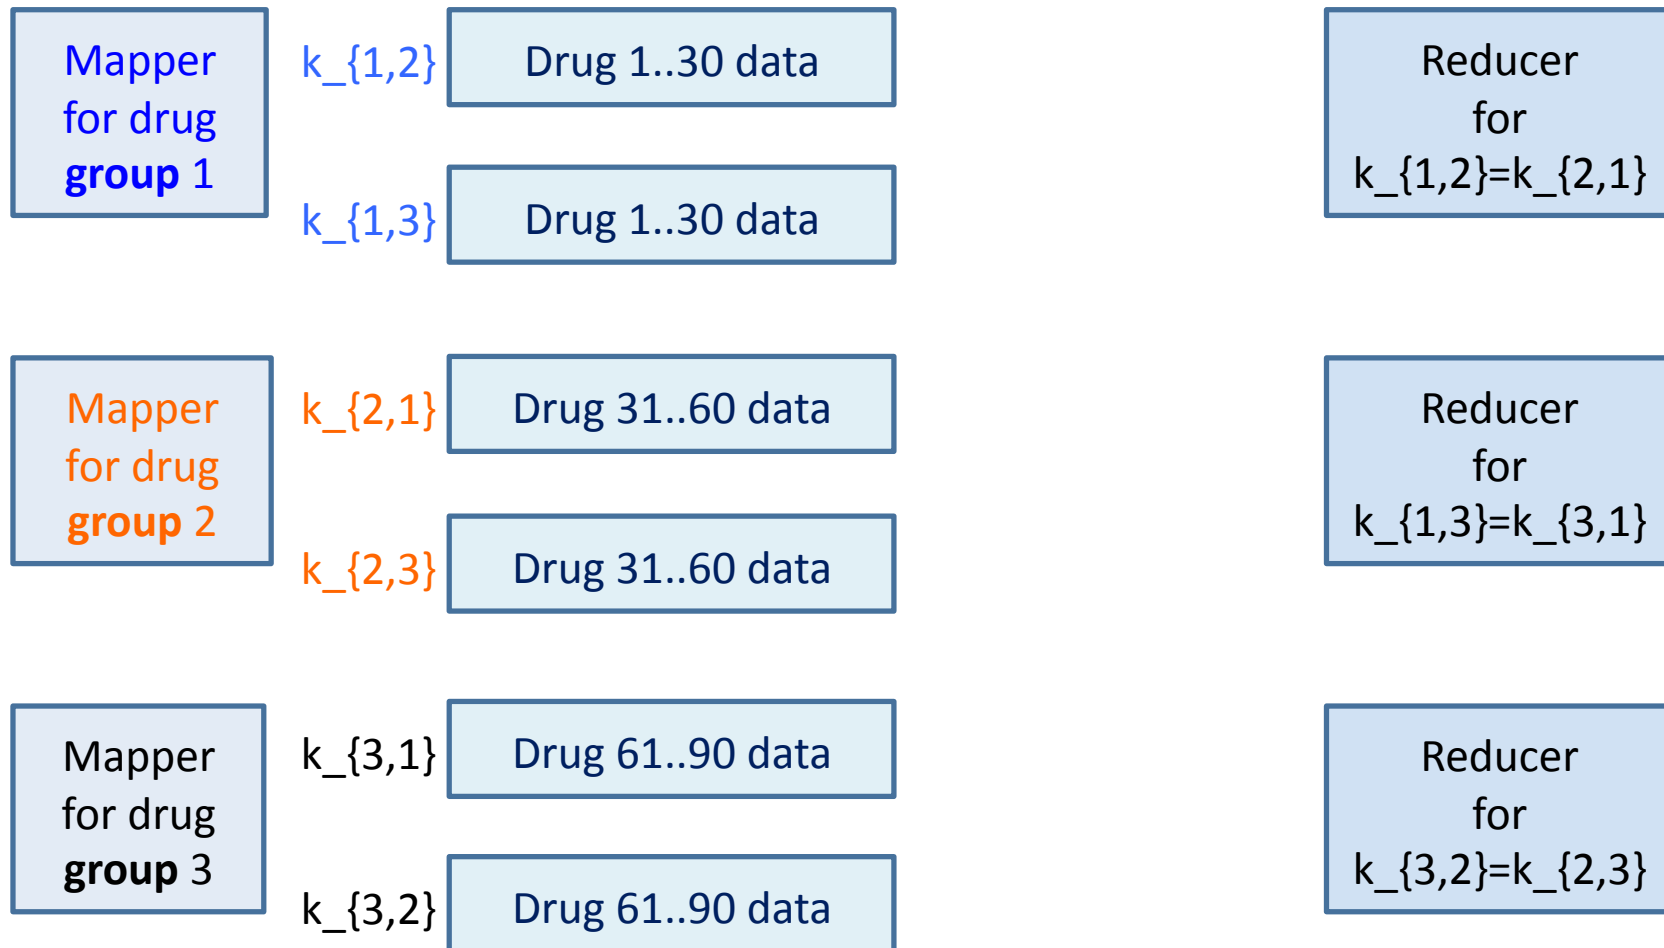 Mapper
for drug
group 1
k_{1,2}
Drug 1..30 data
k_{1,3}
Drug 1..30 data
Reducer
for
k_{1,2}=k_{2,1}
Mapper
for drug
group 2
k_{2,1}
Drug 31..60 data
k_{2,3}
Drug 31..60 data
Reducer
for
k_{1,3}=k_{3,1}
Mapper
for drug
group 3
k_{3,1}
Drug 61..90 data
k_{3,2}
Drug 61..90 data
Reducer
for
k_{3,2}=k_{2,3}